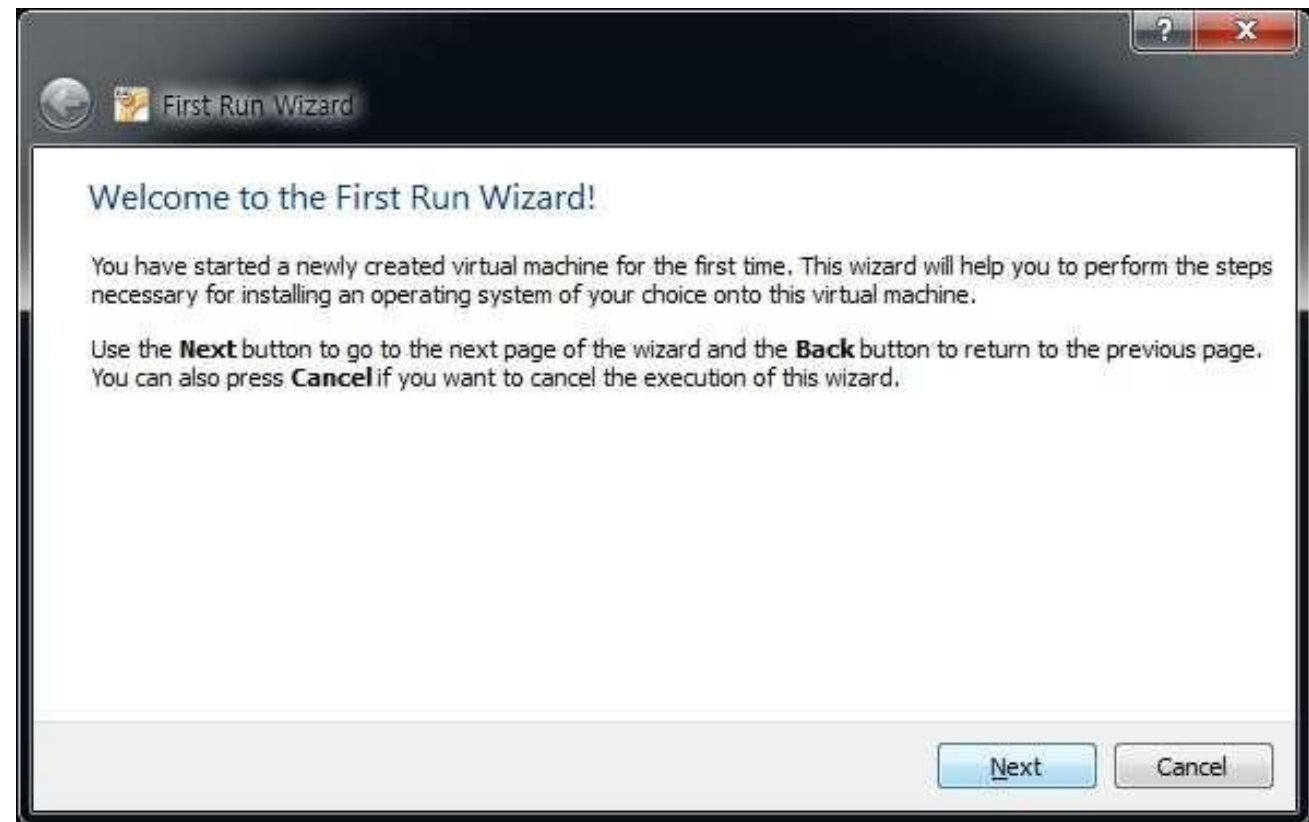 ?
X
First Run Wizard
Welcome to the First Run Wizard!
You have started a newly created virtual machine for the first time. This wizard will help you to perform the steps
necessary for installing an operating system of your choice onto this virtual machine.
Use the Next button to go to the next page of the wizard and the Back button to return to the previous page.
You can also press Cancel if you want to cancel the execution of this wizard.
Next Cancel